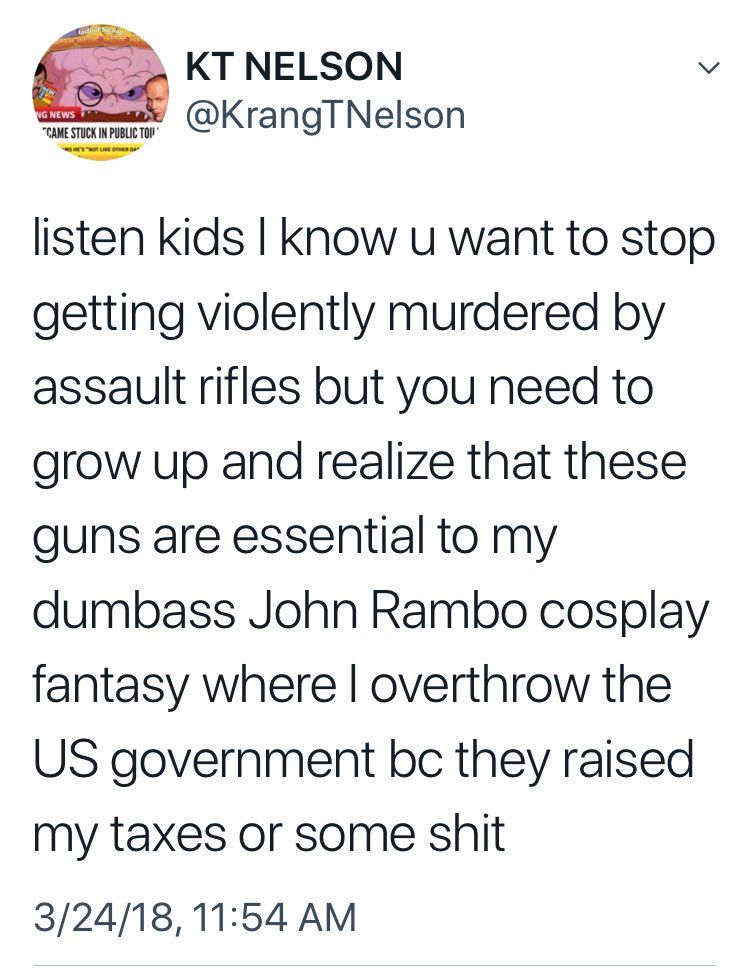 KT NELSON
@KrangTNelson
NG NEWS
CAME STUCK IN PUBLIC
listen kids I know u want to stop
getting violently murdered by
assault rifles but you need to
grow up and realize that these
guns are essential to my
dumbass John Rambo cosplay
fantasy where I overthrow the
US government bc they raised
my taxes or some shit
3/24/18, 11:54 AM